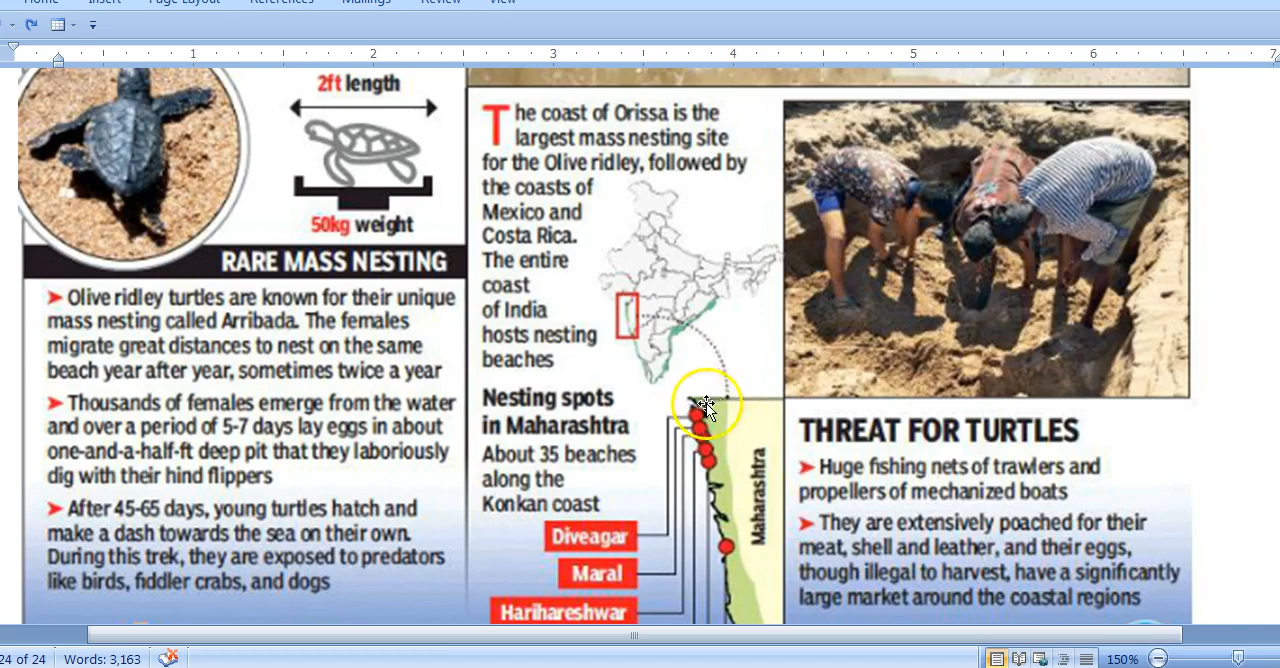 Home Insert Page Layout References Mailings Review View
1 2 3 4 5 6 7
2ft length
50kg weight
RARE MASS NESTING
➤ Olive ridley turtles are known for their unique
mass nesting called Arribada. The females
migrate great distances to nest on the same
beach year after year, sometimes twice a year
➤ Thousands of females emerge from the water
and over a period of 5-7 days lay eggs in about
one-and-a-half-ft deep pit that they laboriously
dig with their hind flippers
➤ After 45-65 days, young turtles hatch and
make a dash towards the sea on their own.
During this trek, they are exposed to predators
like birds, fiddler crabs, and dogs
The coast of Orissa is the
largest mass nesting site
for the Olive ridley, followed by
the coasts of
Mexico and
Costa Rica.
The entire
coast
of India
hosts nesting
beaches
Nesting spots
in Maharashtra
About 35 beaches
along the
Konkan coast
Diveagar
Maral
Harihareshwar
Maharashtra
THREAT FOR TURTLES
➤ Huge fishing nets of trawlers and
propellers of mechanized boats
➤ They are extensively poached for their
meat, shell and leather, and their eggs,
though illegal to harvest, have a significantly
large market around the coastal regions
24 of 24 Words: 3,163 150%